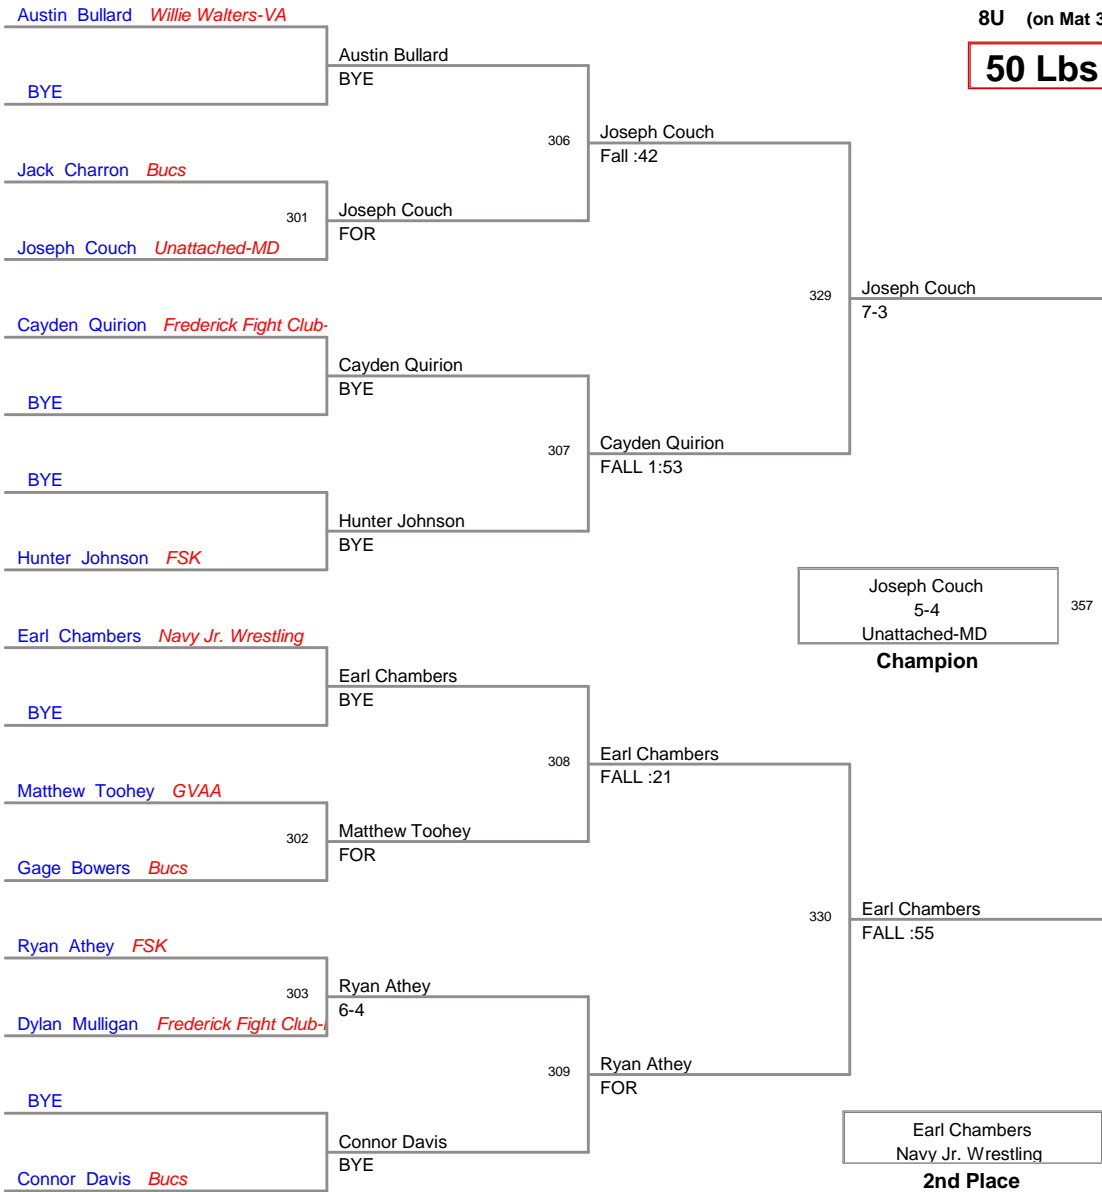 Austin Bullard Willie Walters-VA
8U (on Mat 3
50 Lbs
Austin Bullard
BYE
BYE
306
Joseph Couch
Fall :42
Jack Charron Bucs
301
Joseph Couch
FOR
Joseph Couch Unattached-MD
329
Joseph Couch
7-3
Cayden Quirion Frederick Fight Club-
Cayden Quirion
BYE
BYE
307
Cayden Quirion
FALL 1:53
BYE
Hunter Johnson
BYE
Hunter Johnson FSK
Joseph Couch
5-4
Unattached-MD
357
Champion
Earl Chambers Navy Jr. Wrestling
Earl Chambers
BYE
BYE
308
Earl Chambers
FALL :21
Matthew Toohey GVAA
302
Matthew Toohey
FOR
Gage Bowers Bucs
330
Earl Chambers
FALL :55
Ryan Athey FSK
303
Ryan Athey
6-4
Dylan Mulligan Frederick Fight Club-
309
Ryan Athey
FOR
BYE
Connor Davis
BYE
Connor Davis Bucs
Earl Chambers
Navy Jr. Wrestling
2nd Place